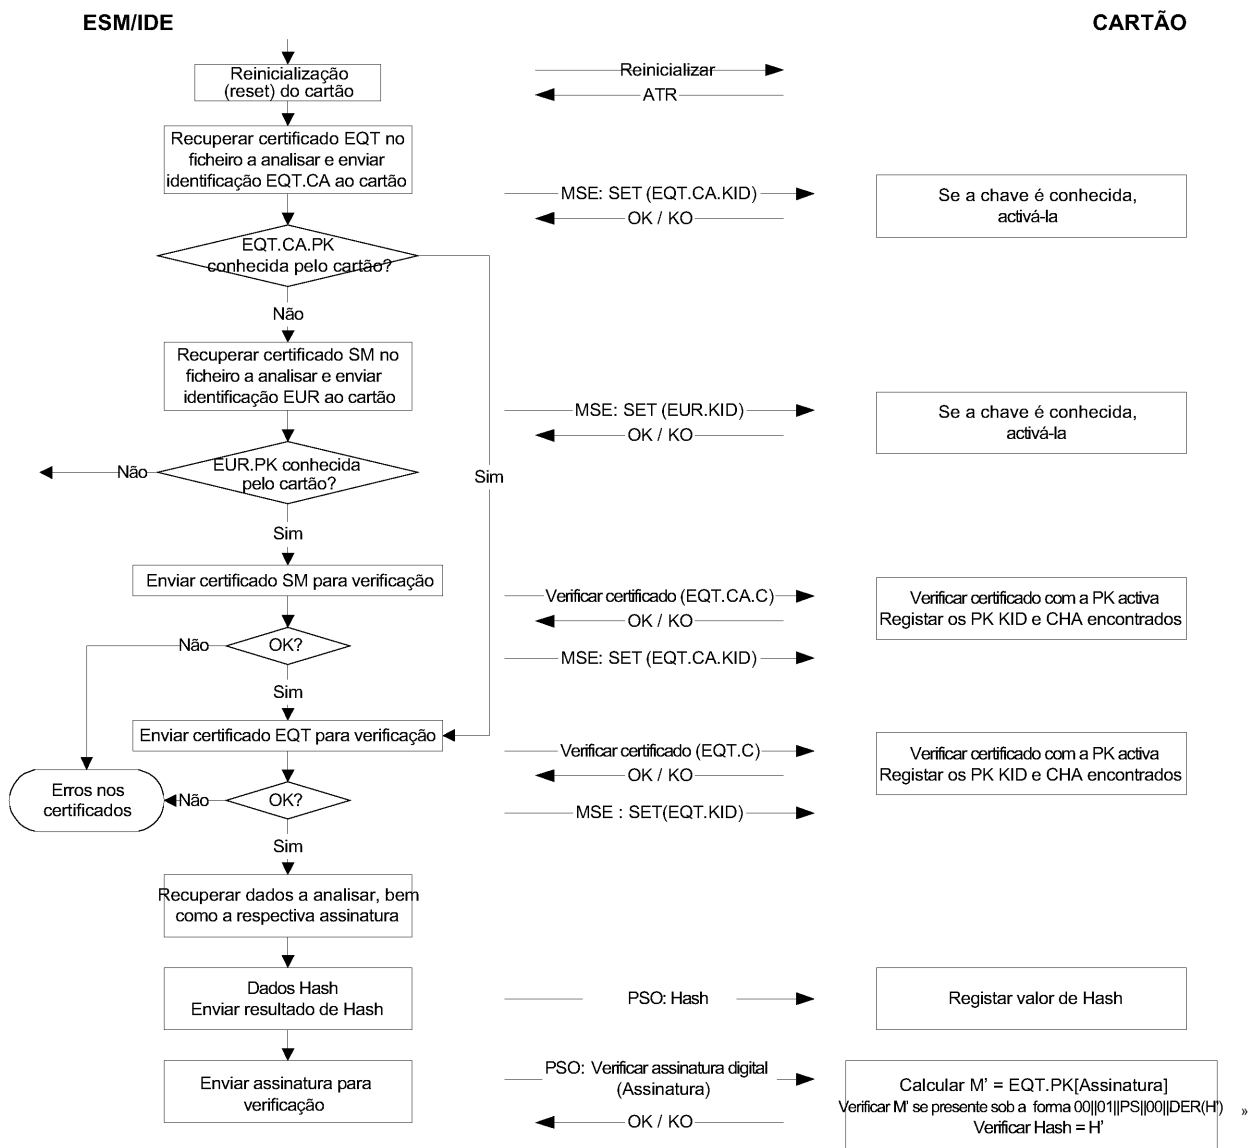 ESM/IDE
CARTÃO
Reinicialização
(reset) do cartão
Reinicializar
ATR
Recuperar certificado EQT no
ficheiro a analisar e enviar
identificação EQT.CA ao cartão
MSE: SET (EQT.CA.KID)
OK / KO
Se a chave é conhecida,
activá-la
EQT.CA.PK
conhecida pelo cartão?
Não
Recuperar certificado SM no
ficheiro a analisar e enviar
identificação EUR ao cartão
MSE: SET (EUR.KID)
OK / KO
Se a chave é conhecida,
activá-la
EUR.PK conhecida
pelo cartão?
Não
Sim
Sim
Enviar certificado SM para verificação
Verificar certificado (EQT.CA.C)
OK / KO
MSE: SET (EQT.CA.KID)
Verificar certificado com a PK activa
Registar os PK KID e CHA encontrados
OK?
Não
Sim
Enviar certificado EQT para verificação
Verificar certificado (EQT.C)
OK / KO
MSE : SET(EQT.KID)
Verificar certificado com a PK activa
Registar os PK KID e CHA encontrados
Erros nos
certificados
Não
OK?
Sim
Recuperar dados a analisar, bem
como a respectiva assinatura
Dados Hash
Enviar resultado de Hash
PSO: Hash
Registar valor de Hash
Enviar assinatura para
verificação
PSO: Verificar assinatura digital
(Assinatura)
OK / KO
Calcular M’ = EQT.PK[Assinatura]
Verificar M’ se presente sob a forma 00||01||PS||00||DER(H’)
Verificar Hash = H’
»